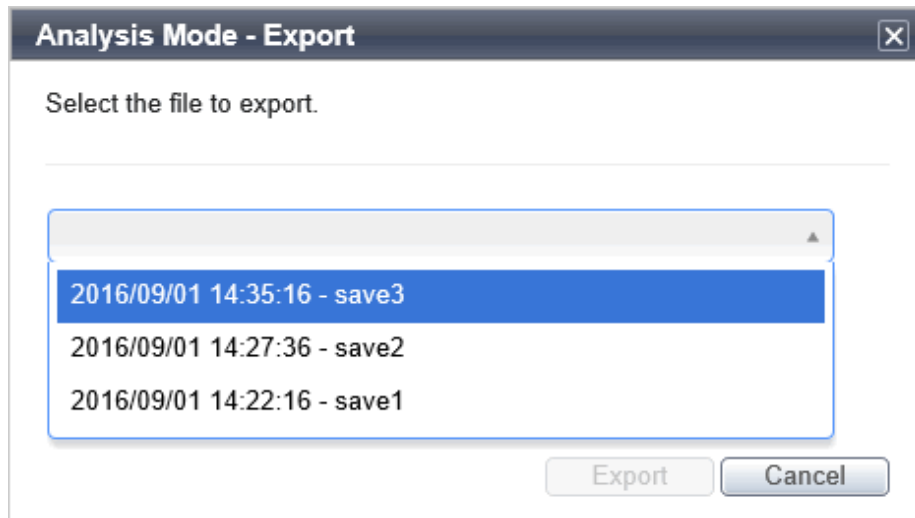 Analysis Mode - Export
Select the file to export.
2016/09/01 14:35:16 - save3
2016/09/01 14:27:36 - save2
2016/09/01 14:22:16 - save1
Export Cancel